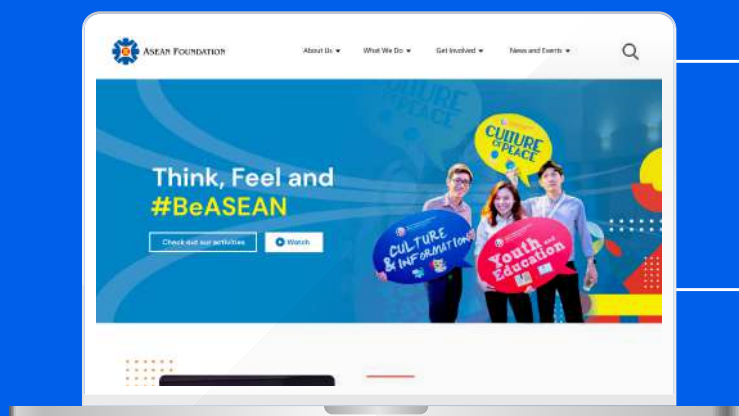 ASEAN FOUNDATION
About Us
What We Do
Get Involved
News and Events
Think, Feel and
#BeASEAN
Check out our activities
Watch
CULTURE
OF PEACE
CULTURE
& INFORMATION
Youth and
Education